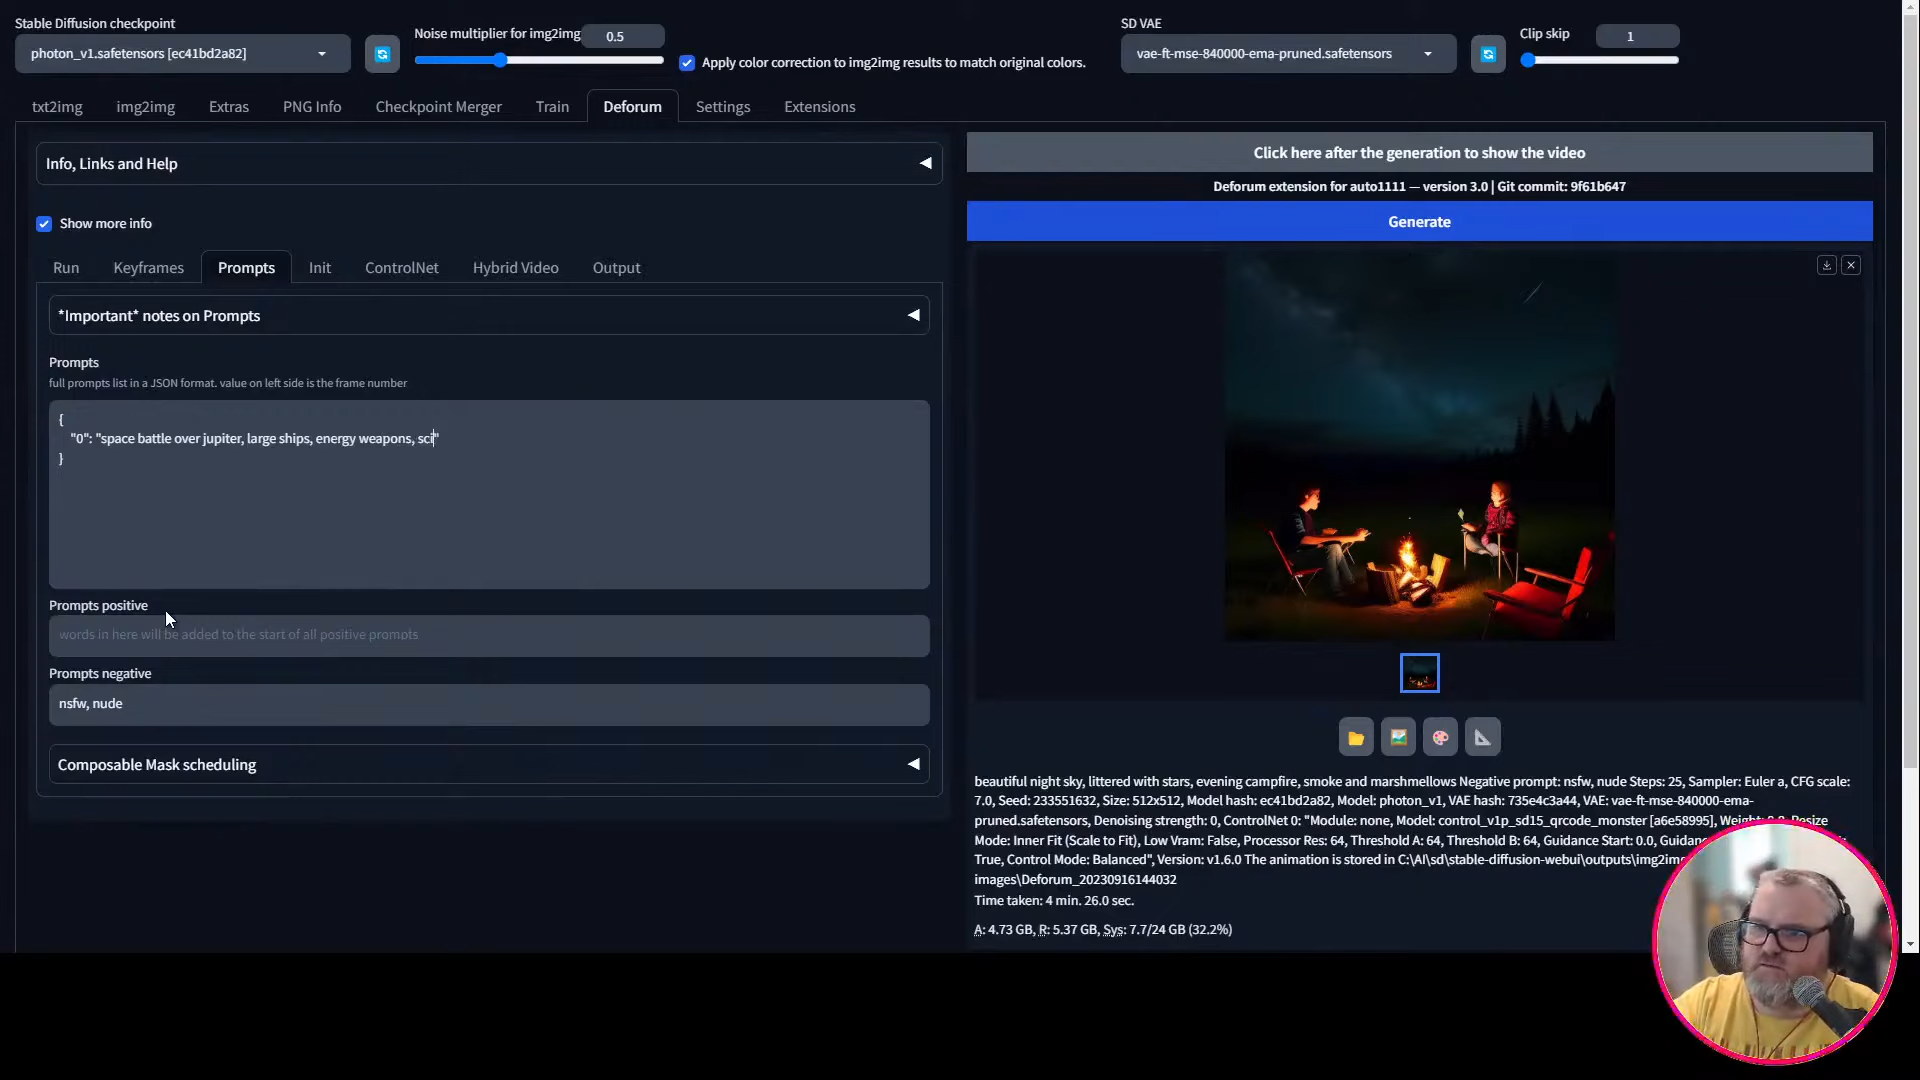 Stable Diffusion checkpoint
photon_v1.safetensors [ec41bd2a82]
Noise multiplier for img2img
0.5
Apply color correction to img2img results to match original colors.
SD VAE
vae-ft-mse-840000-ema-pruned.safetensors
Clip skip
1
txt2img
img2img
Extras
PNG Info
Checkpoint Merger
Train
Deforum
Settings
Extensions
Info, Links and Help
Show more info
Run
Keyframes
Prompts
Init
ControlNet
Hybrid Video
Output
*Important* notes on Prompts
Prompts
full prompts list in a JSON format. value on left side is the frame number
{
"0": "space battle over jupiter, large ships, energy weapons, sci"
}
Prompts positive
words in here will be added to the start of all positive prompts
Prompts negative
nsfw, nude
Composable Mask scheduling
Click here after the generation to show the video
Deforum extension for auto1111 — version 3.0 | Git commit: 9f61b647
Generate
beautiful night sky, littered with stars, evening campfire, smoke and marshmellows Negative prompt: nsfw, nude Steps: 25, Sampler: Euler a, CFG scale:
7.0, Seed: 233551632, Size: 512x512, Model hash: ec41bd2a82, Model: photon_v1, VAE hash: 735e4c3a44, VAE: vae-ft-mse-840000-ema-
pruned.safetensors, Denoising strength: 0, ControlNet 0: "Module: none, Model: control_v1p_sd15_qrcode_monster [a6e58995], Resize
Mode: Inner Fit (Scale to Fit), Low Vram: False, Processor Res: 64, Threshold A: 64, Threshold B: 64, Guidance Start: 0.0,
True, Control Mode: Balanced", Version: v1.6.0 The animation is stored in C:\AI\sd\stable-diffusion-webui\outputs\
images\Deforum_20230916144032
Time taken: 4 min. 26.0 sec.
A: 4.73 GB, R: 5.37 GB, Sys: 7.7/24 GB (32.2%)